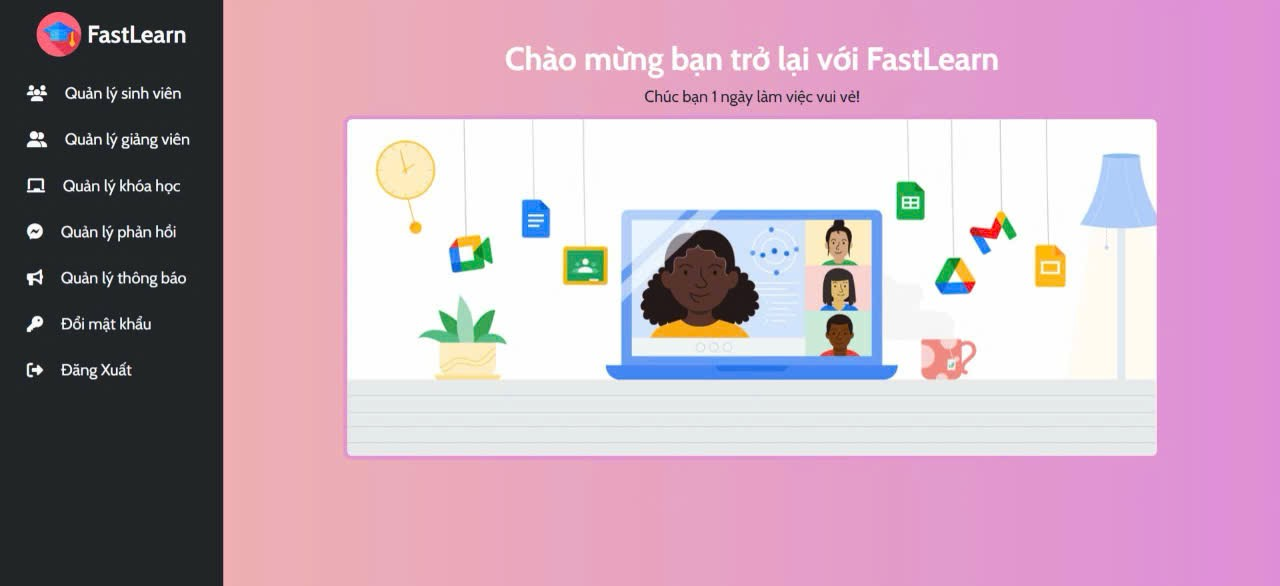 FastLearn
Quản lý sinh viên
Quản lý giảng viên
Quản lý khóa học
Quản lý phản hồi
Quản lý thông báo
Đổi mật khẩu
Đăng Xuất
Chào mừng bạn trở lại với FastLearn
Chúc bạn 1 ngày làm việc vui vẻ!